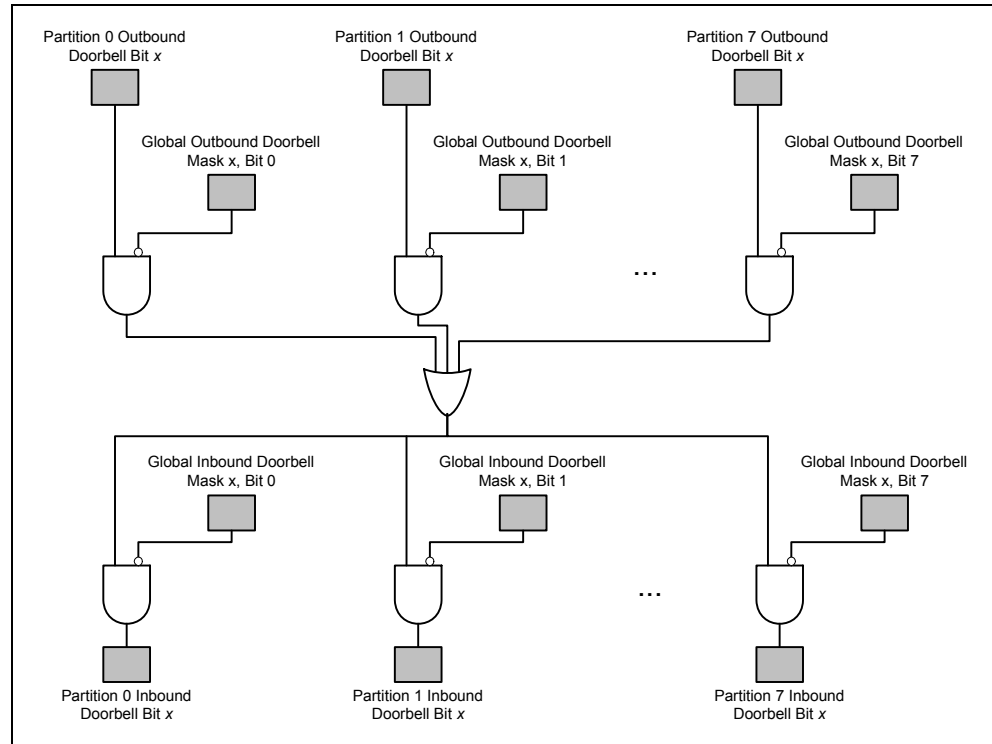 Partition 0 Outbound
Doorbell Bit x
Partition 1 Outbound
Doorbell Bit x
Partition 7 Outbound
Doorbell Bit x
Global Outbound Doorbell
Mask x, Bit 0
Global Outbound Doorbell
Mask x, Bit 1
Global Outbound Doorbell
Mask x, Bit 7
...
Global Inbound Doorbell
Mask x, Bit 0
Global Inbound Doorbell
Mask x, Bit 1
Global Inbound Doorbell
Mask x, Bit 7
...
Partition 0 Inbound
Doorbell Bit x
Partition 1 Inbound
Doorbell Bit x
Partition 7 Inbound
Doorbell Bit x